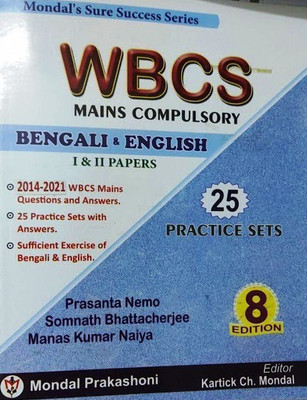 Mondal's Sure Success Series
WBCS
MAINS COMPULSORY
BENGALI & ENGLISH
I & II PAPERS
2014-2021 WBCS Mains
Questions and Answers.
25 Practice Sets with
Answers.
Sufficient Exercise of
Bengali & English.
25
PRACTICE SETS
Prasanta Nemo
Somnath Bhattacherjee
Manas Kumar Naiya
8
EDITION
Mondal Prakashoni
Editor
Kartick Ch. Mondal